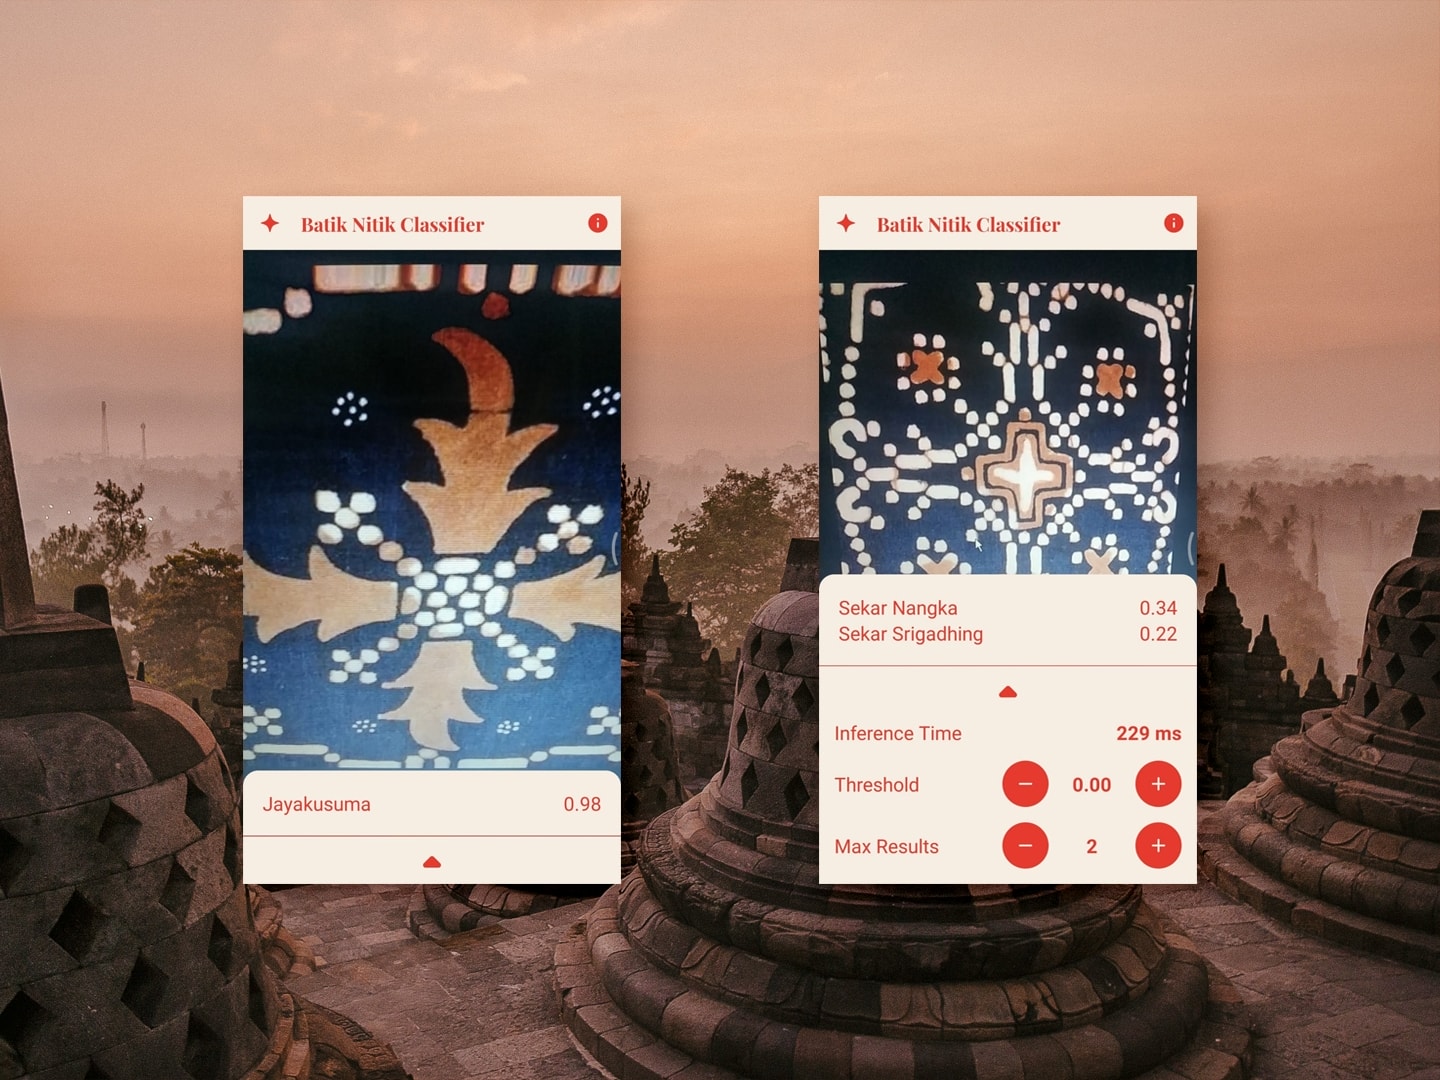 Batik Nitik Classifier
Jayakusuma 0.98
Batik Nitik Classifier
Sekar Nangka 0.34
Sekar Srigadhing 0.22
Inference Time 229 ms
Threshold − 0.00 +
Max Results − 2 +